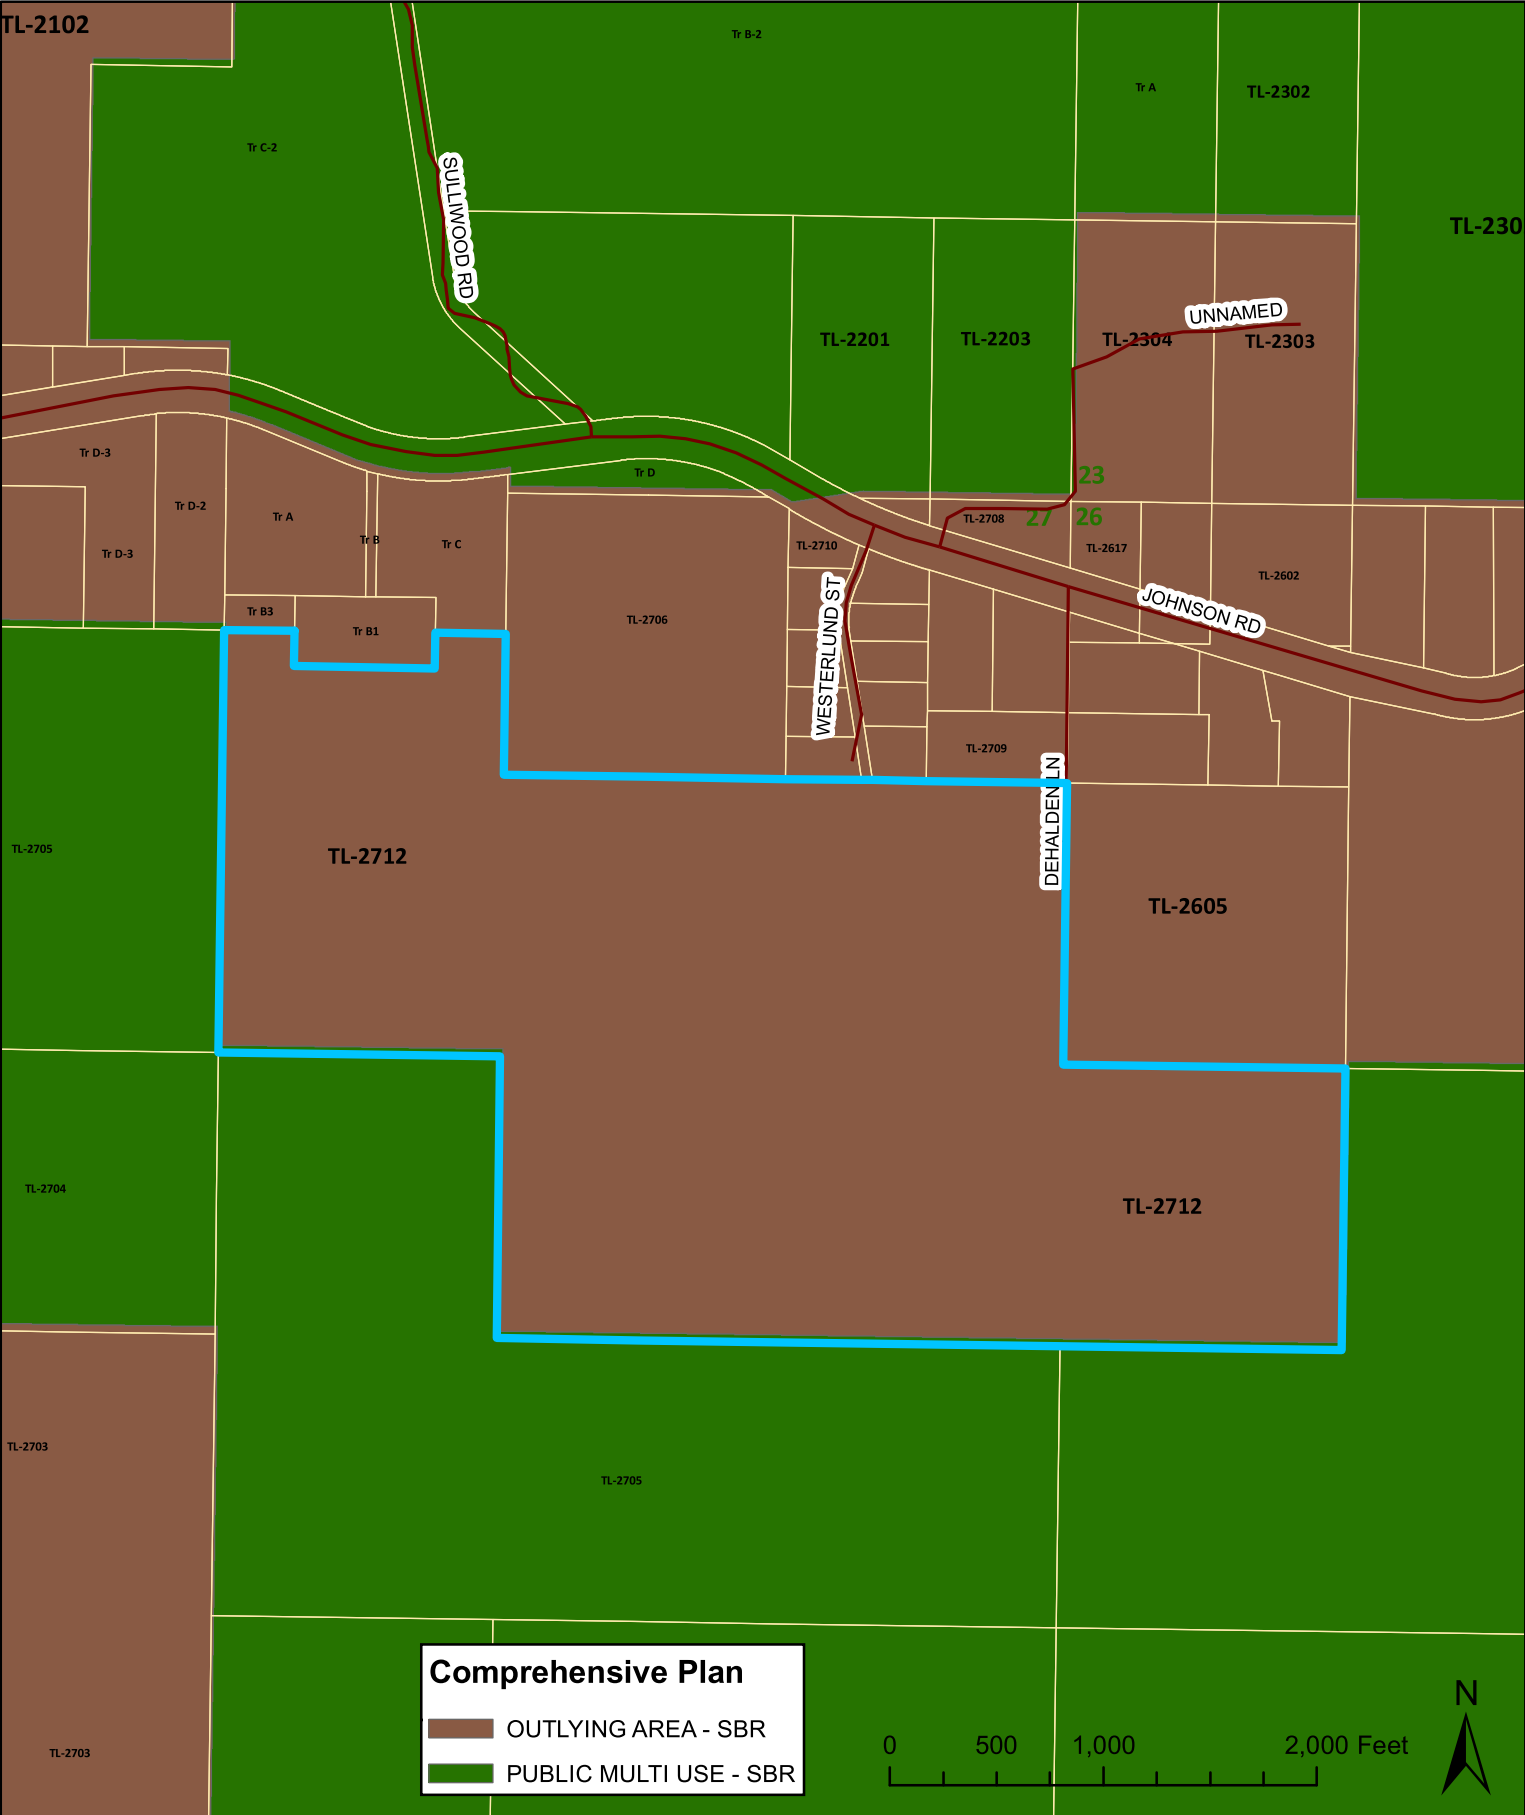 TL-2102
Tr B-2
Tr A
TL-2302
Tr C-2
SULLIWOOD RD
TL-230
UNNAMED
TL-2201
TL-2203
TL-2304
TL-2303
Tr D-3
Tr D
23
Tr D-2
Tr A
TL-2708
27
26
Tr B
Tr C
TL-2710
TL-2617
Tr D-3
TL-2602
Tr B3
Tr B1
TL-2706
WESTERLUND ST
JOHNSON RD
TL-2709
DEHALDEN LN
TL-2705
TL-2712
TL-2605
TL-2704
TL-2712
TL-2703
TL-2705
Comprehensive Plan
OUTLYING AREA - SBR
PUBLIC MULTI USE - SBR
TL-2703
0 500 1,000 2,000 Feet
N